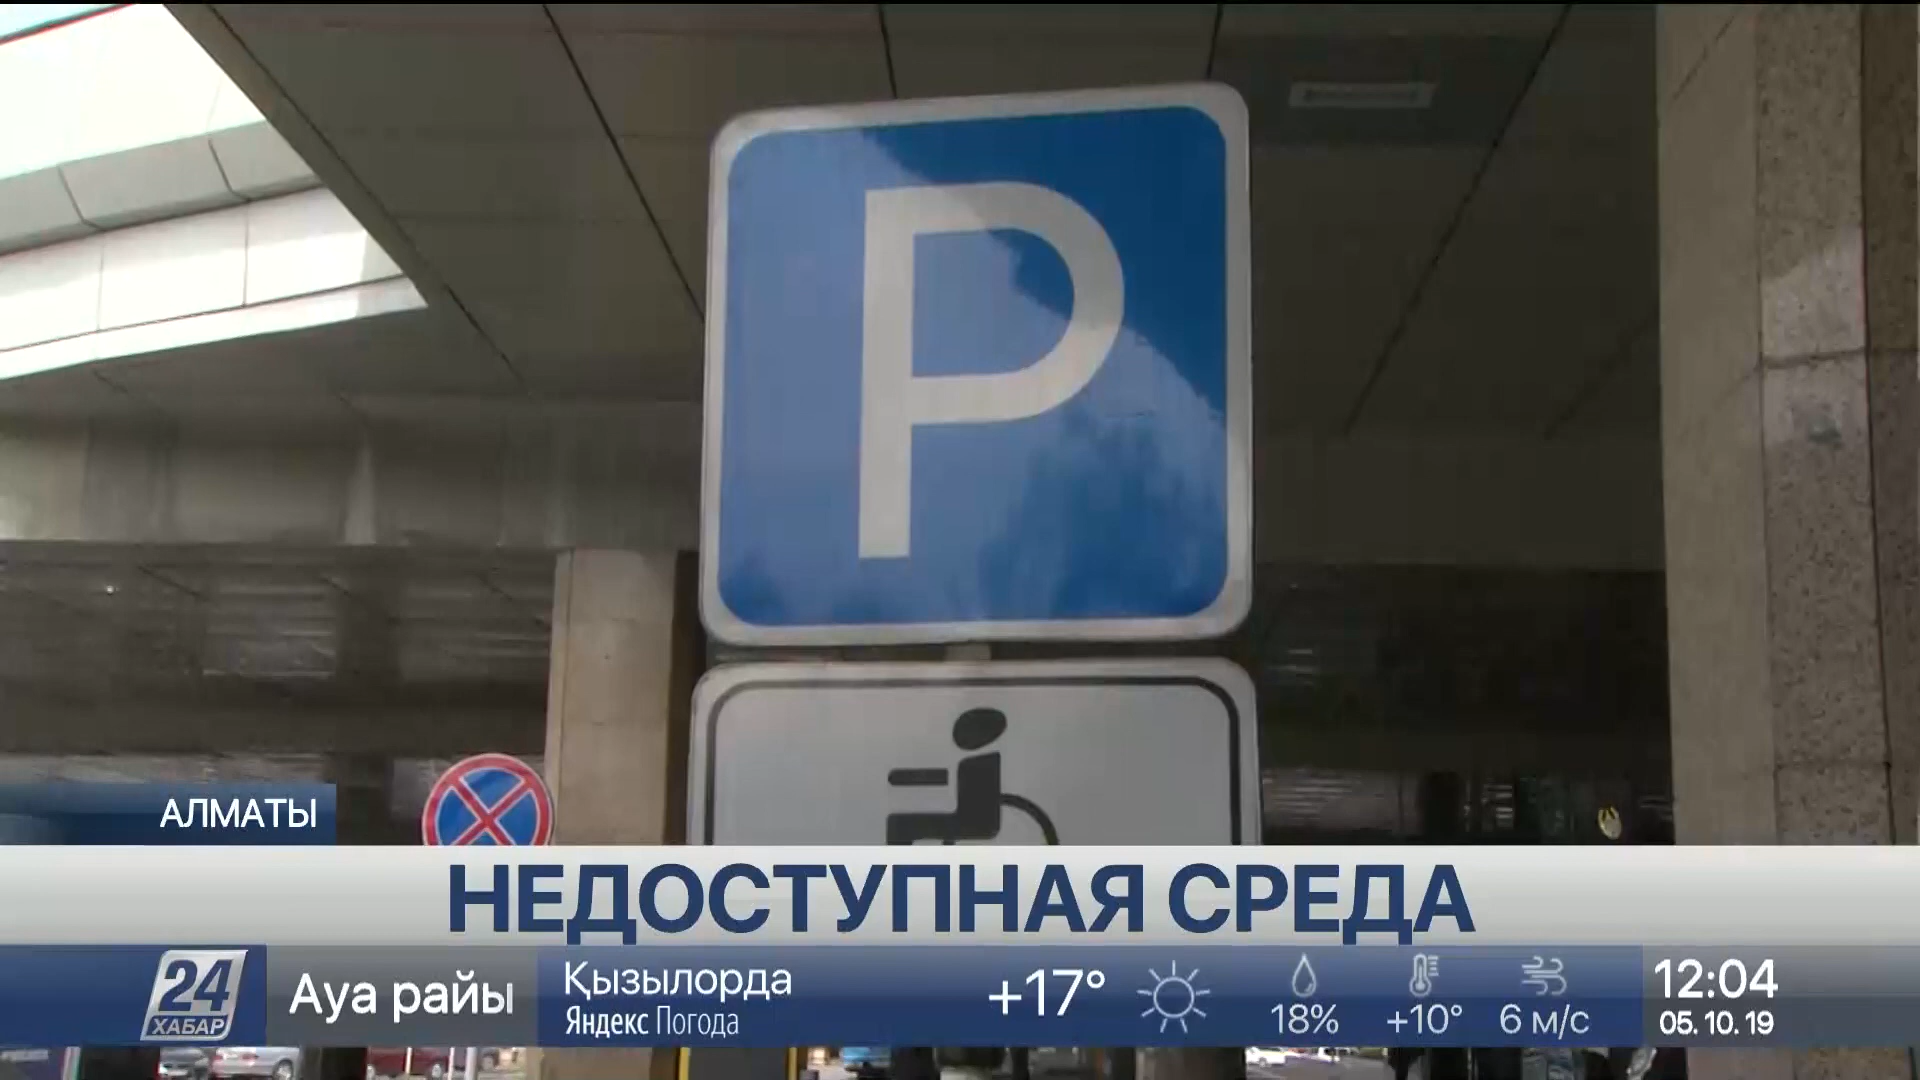 P
АЛМАТЫ
НЕДОСТУПНАЯ СРЕДА
24
ХАБАР
Ауа райы
Қызылорда
Яндекс Погода
+17°
18%
+10°
6 м/с
12:04
05.10.19